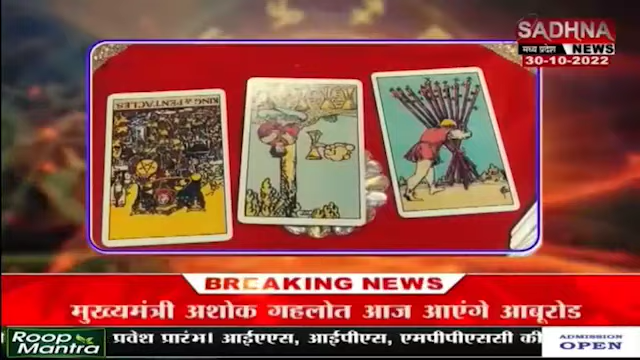 SADHNA
मध्य प्रदेश NEWS
30-10-2022
KING of PENTACLES
BREAKING NEWS
मुख्यमंत्री अशोक गहलोत आज आएंगे आबूरोड
Roop Mantra
प्रवेश प्रारंभ। आईएएस, आईपीएस, एमपीपीएससी की
ADMISSION
OPEN